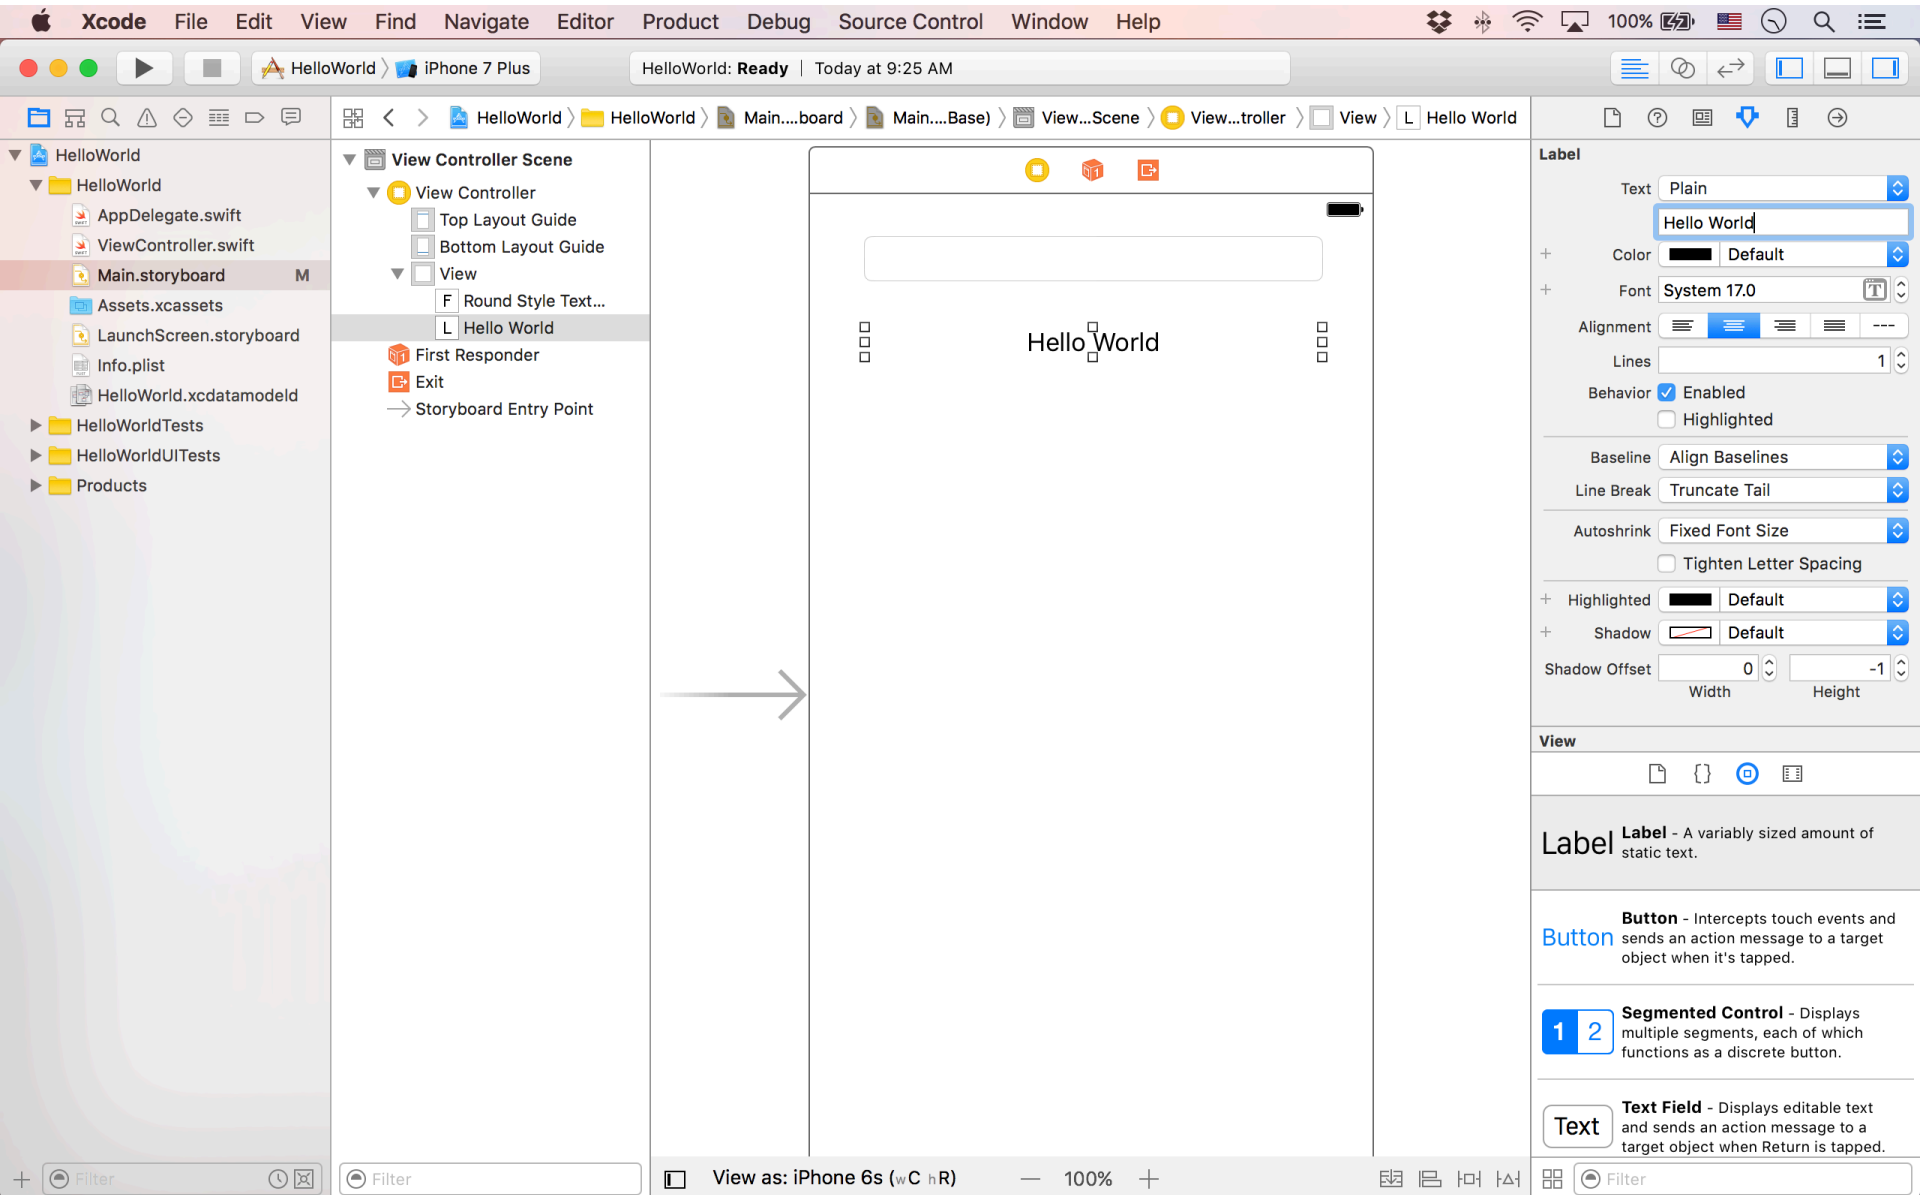 Xcode File Edit View Find Navigate Editor Product Debug Source Control Window Help 100%
HelloWorld iPhone 7 Plus
HelloWorld: Ready | Today at 9:25 AM
HelloWorld HelloWorld Main....board Main....Base) View...Scene View...troller View L Hello World
HelloWorld
HelloWorld
AppDelegate.swift
ViewController.swift
Main.storyboard M
Assets.xcassets
LaunchScreen.storyboard
Info.plist
HelloWorld.xcdatamodeld
HelloWorldTests
HelloWorldUITests
Products
Filter
View Controller Scene
View Controller
Top Layout Guide
Bottom Layout Guide
View
F Round Style Text...
L Hello World
First Responder
Exit
Storyboard Entry Point
Filter
Hello World
View as: iPhone 6s (wC hR)
100%
Label
Text Plain
Hello World
Color Default
Font System 17.0 T
Alignment
Lines 1
Behavior Enabled
Highlighted
Baseline Align Baselines
Line Break Truncate Tail
Autoshrink Fixed Font Size
Tighten Letter Spacing
Highlighted Default
Shadow Default
Shadow Offset 0 -1
Width Height
View
Label
Label - A variably sized amount of
static text.
Button
Button - Intercepts touch events and
sends an action message to a target
object when it's tapped.
1 2
Segmented Control - Displays
multiple segments, each of which
functions as a discrete button.
Text
Text Field - Displays editable text
and sends an action message to a
target object when Return is tapped.
Filter